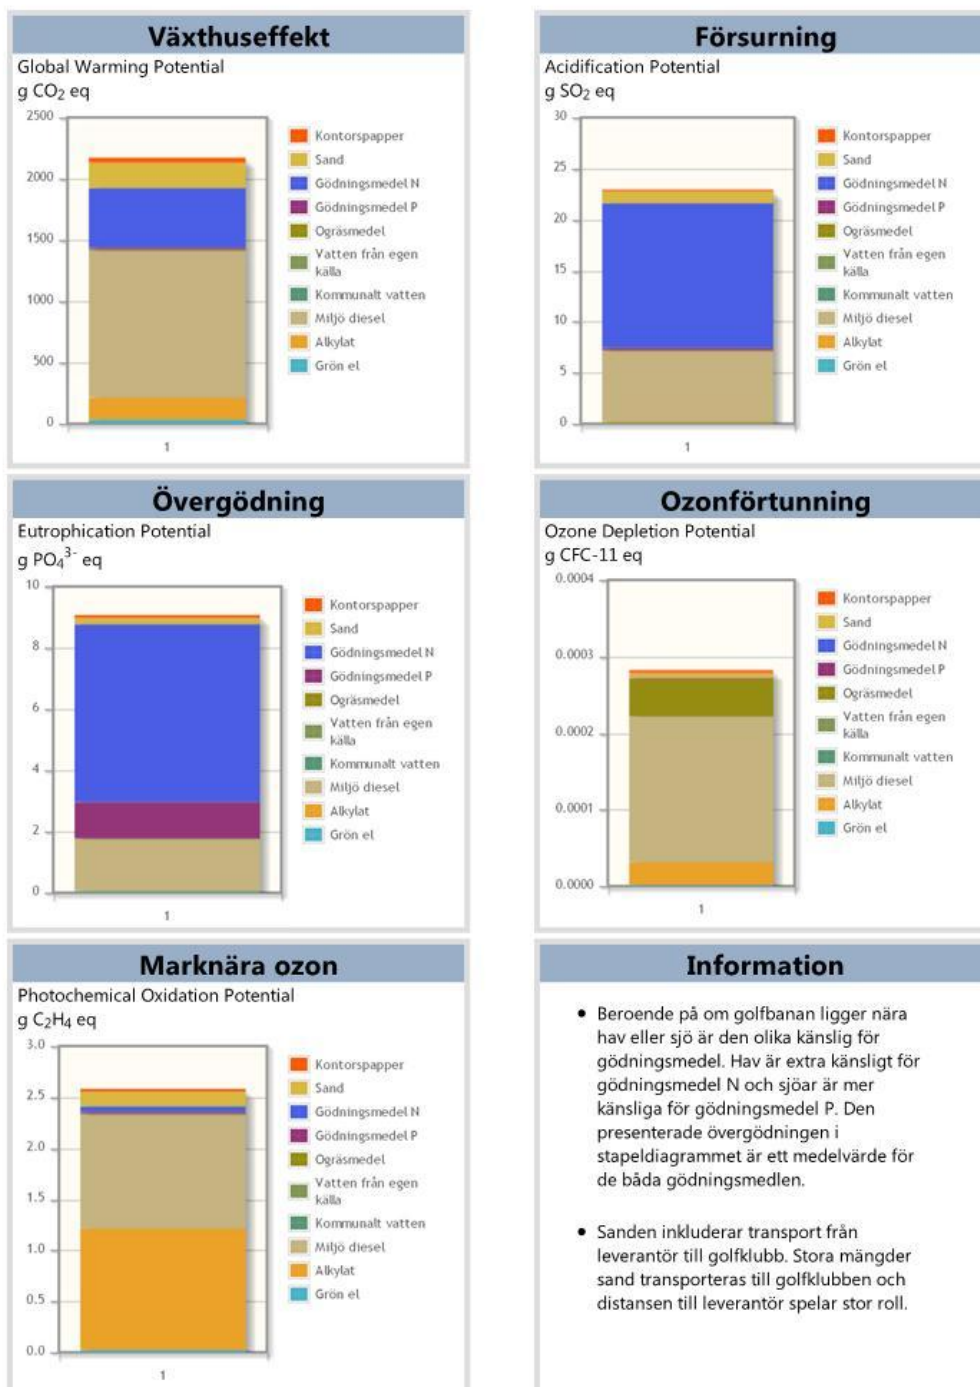 Växthuseffekt
Global Warming Potential
g CO₂ eq
2500
2000
1500
1000
500
0
1
Kontorspapper
Sand
Gödningsmedel N
Gödningsmedel P
Ogräsmedel
Vatten från egen
källa
Kommunalt vatten
Miljö diesel
Alkylat
Grön el
Försurning
Acidification Potential
g SO₂ eq
30
25
20
15
10
5
0
1
Kontorspapper
Sand
Gödningsmedel N
Gödningsmedel P
Ogräsmedel
Vatten från egen
källa
Kommunalt vatten
Miljö diesel
Alkylat
Grön el
Övergödning
Eutrophication Potential
g PO₄³⁻ eq
10
8
6
4
2
0
1
Kontorspapper
Sand
Gödningsmedel N
Gödningsmedel P
Ogräsmedel
Vatten från egen
källa
Kommunalt vatten
Miljö diesel
Alkylat
Grön el
Ozonförtunning
Ozone Depletion Potential
g CFC-11 eq
0.0004
0.0003
0.0002
0.0001
0.0000
1
Kontorspapper
Sand
Gödningsmedel N
Gödningsmedel P
Ogräsmedel
Vatten från egen
källa
Kommunalt vatten
Miljö diesel
Alkylat
Grön el
Marknära ozon
Photochemical Oxidation Potential
g C₂H₄ eq
3.0
2.5
2.0
1.5
1.0
0.5
0.0
1
Kontorspapper
Sand
Gödningsmedel N
Gödningsmedel P
Ogräsmedel
Vatten från egen
källa
Kommunalt vatten
Miljö diesel
Alkylat
Grön el
Information
• Beroende på om golfbanan ligger nära
hav eller sjö är den olika känslig för
gödningsmedel. Hav är extra känsligt för
gödningsmedel N och sjöar är mer
känsliga för gödningsmedel P. Den
presenterade övergödningen i
stapeldiagrammet är ett medelvärde för
de båda gödningsmedlen.
• Sanden inkluderar transport från
leverantör till golfklubb. Stora mängder
sand transporteras till golfklubben och
distansen till leverantör spelar stor roll.